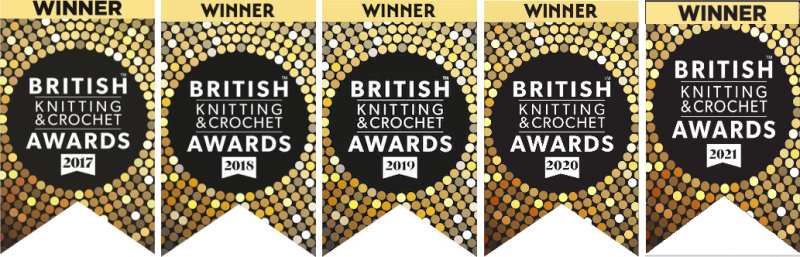 WINNER
BRITISH™
KNITTING
& CROCHET
AWARDS
2017
WINNER
BRITISH™
KNITTING
& CROCHET
AWARDS
2018
WINNER
BRITISH™
KNITTING
& CROCHET
AWARDS
2019
WINNER
BRITISH™
KNITTING
& CROCHET
AWARDS
2020
WINNER
BRITISH™
KNITTING
& CROCHET
AWARDS
2021